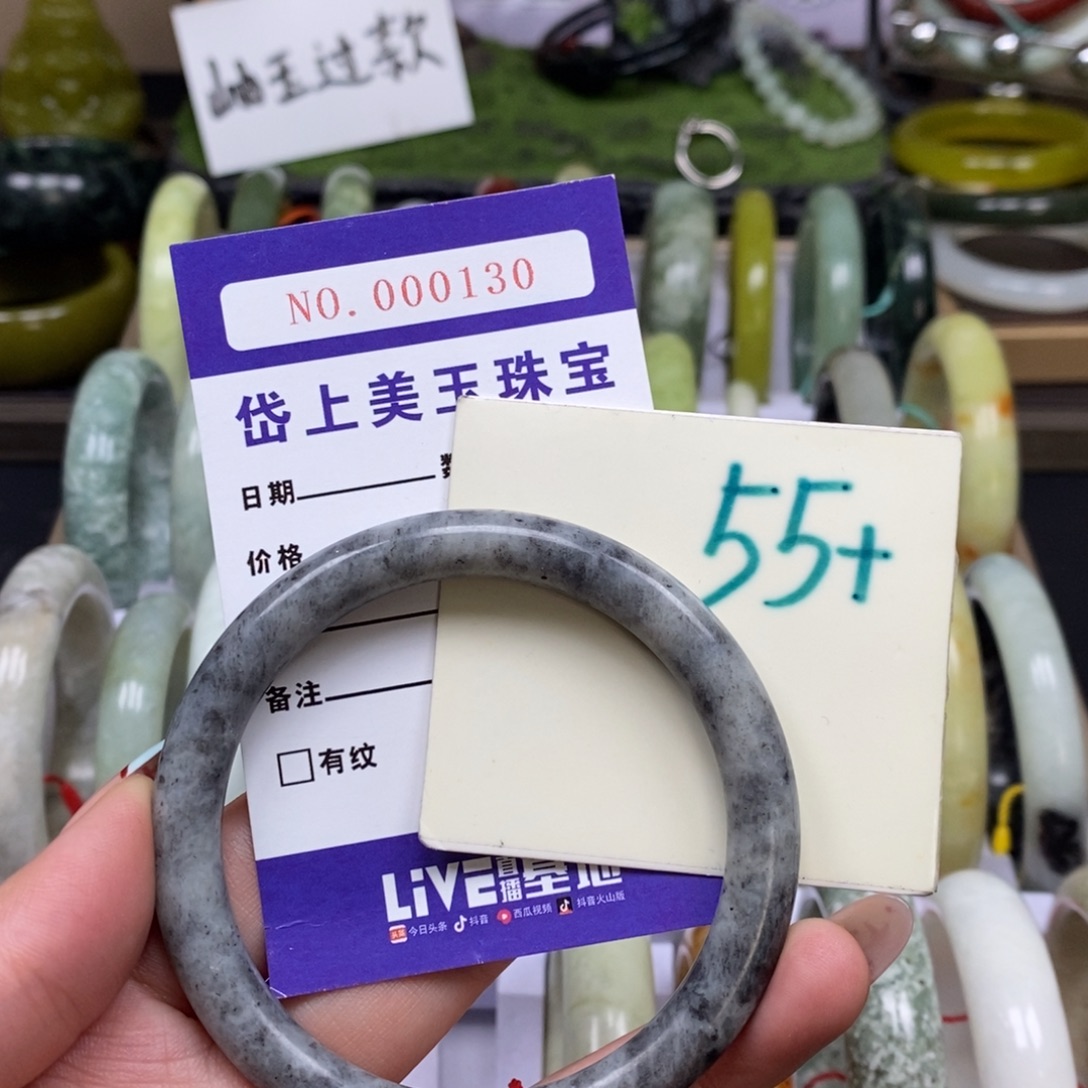 岫玉过款
NO.000130
岱上美玉珠宝
日期
价格
55+
备注
□有纹
LiVE直播基地
今日头条 抖音 西瓜视频 抖音火山版